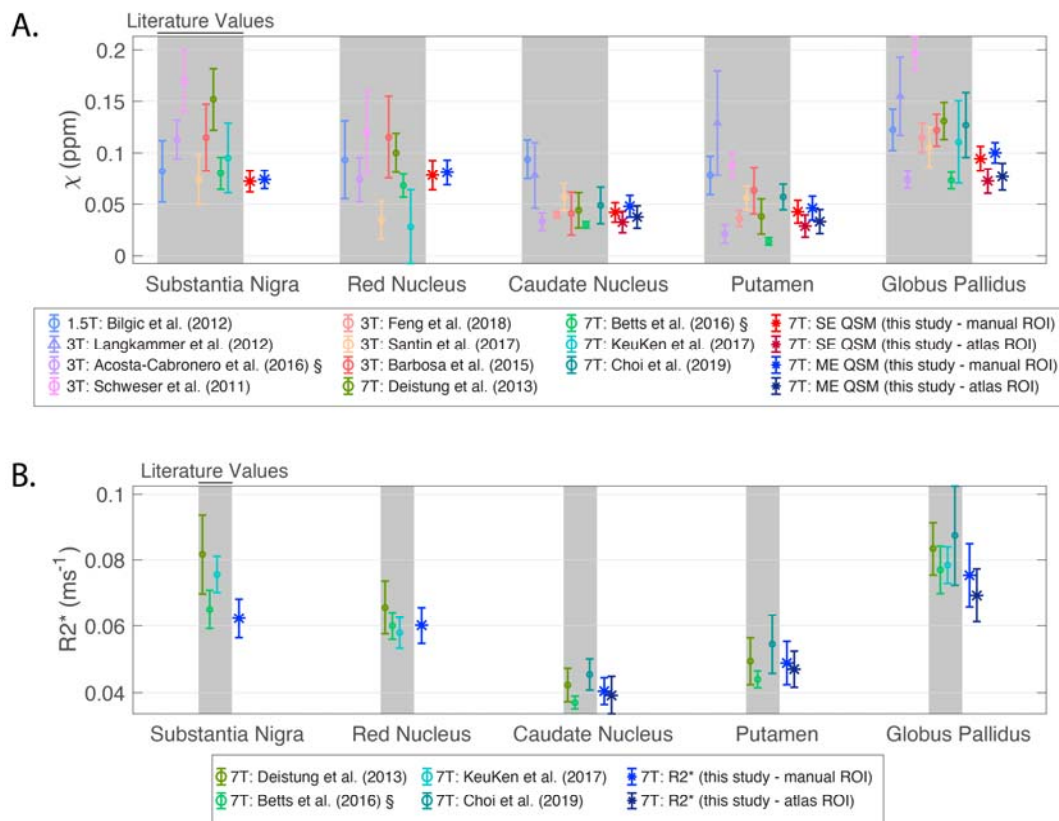 A.
Literature Values
χ (ppm)
0.2
0.15
0.1
0.05
0
Substantia Nigra
Red Nucleus
Caudate Nucleus
Putamen
Globus Pallidus
1.5T: Bilgic et al. (2012)
3T: Langkammer et al. (2012)
3T: Acosta-Cabronero et al. (2016) §
3T: Schweser et al. (2011)
3T: Feng et al. (2018)
3T: Santin et al. (2017)
3T: Barbosa et al. (2015)
7T: Deistung et al. (2013)
7T: Betts et al. (2016) §
7T: KeuKen et al. (2017)
7T: Choi et al. (2019)
7T: SE QSM (this study - manual ROI)
7T: SE QSM (this study - atlas ROI)
7T: ME QSM (this study - manual ROI)
7T: ME QSM (this study - atlas ROI)
B.
Literature Values
R2* (ms⁻¹)
0.1
0.08
0.06
0.04
Substantia Nigra
Red Nucleus
Caudate Nucleus
Putamen
Globus Pallidus
7T: Deistung et al. (2013)
7T: Betts et al. (2016) §
7T: KeuKen et al. (2017)
7T: Choi et al. (2019)
7T: R2* (this study - manual ROI)
7T: R2* (this study - atlas ROI)